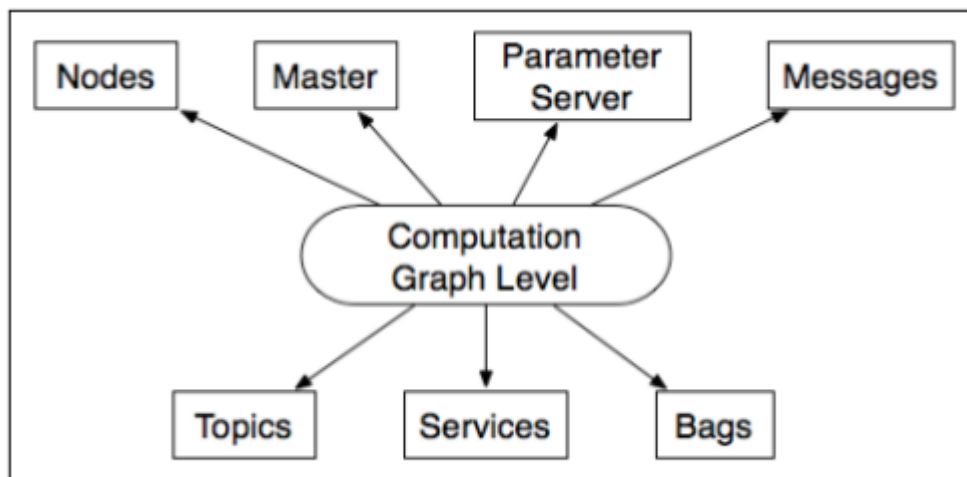 Nodes
Master
Parameter
Server
Messages
Computation
Graph Level
Topics
Services
Bags